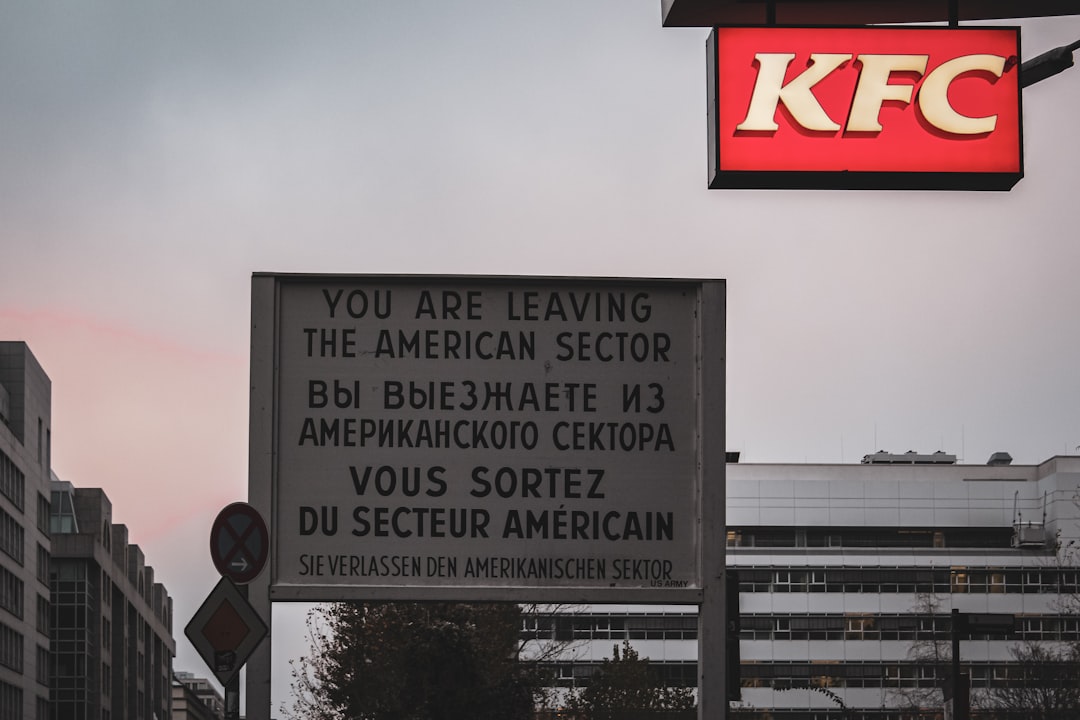 KFC
YOU ARE LEAVING
THE AMERICAN SECTOR
ВЫ ВЫЕЗЖАЕТЕ ИЗ
АМЕРИКАНСКОГО СЕКТОРА
VOUS SORTEZ
DU SECTEUR AMÉRICAIN
SIE VERLASSEN DEN AMERIKANISCHEN SEKTOR
US ARMY